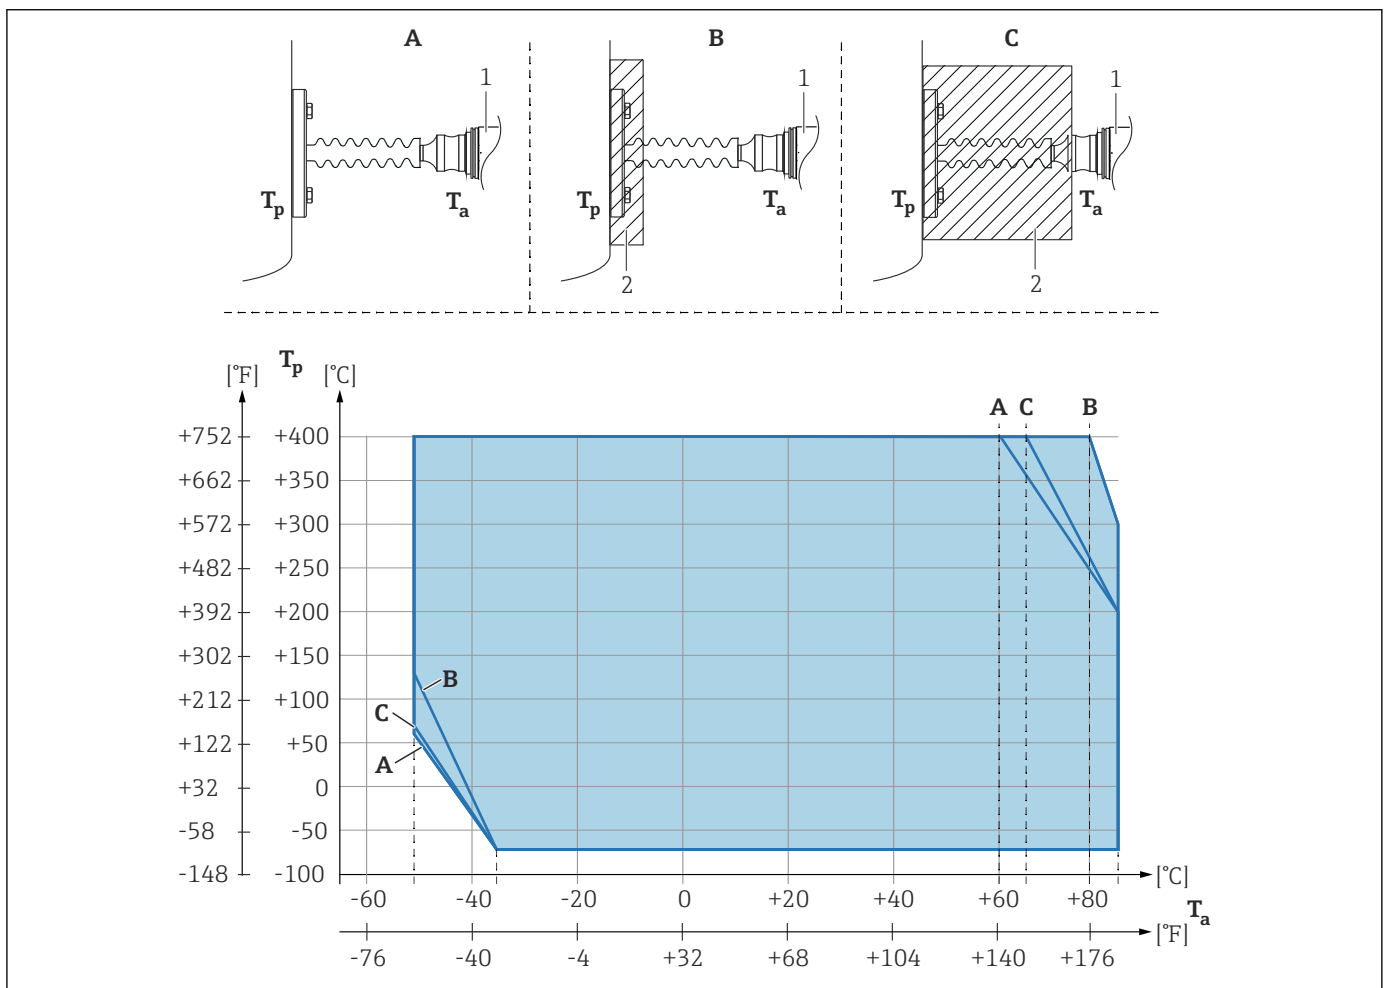 A
B
C
1
1
1
Tp
Ta
Tp
Ta
Tp
Ta
2
2
[°F]
Tp
[°C]
A C B
+752 +400
+662 +350
+572 +300
+482 +250
+392 +200
+302 +150
+212 +100
+122 +50
+32 0
-58 -50
-148 -100
B
C
A
-60 -40 -20 0 +20 +40 +60 +80 [°C]
Ta
-76 -40 -4 +32 +68 +104 +140 +176 [°F]